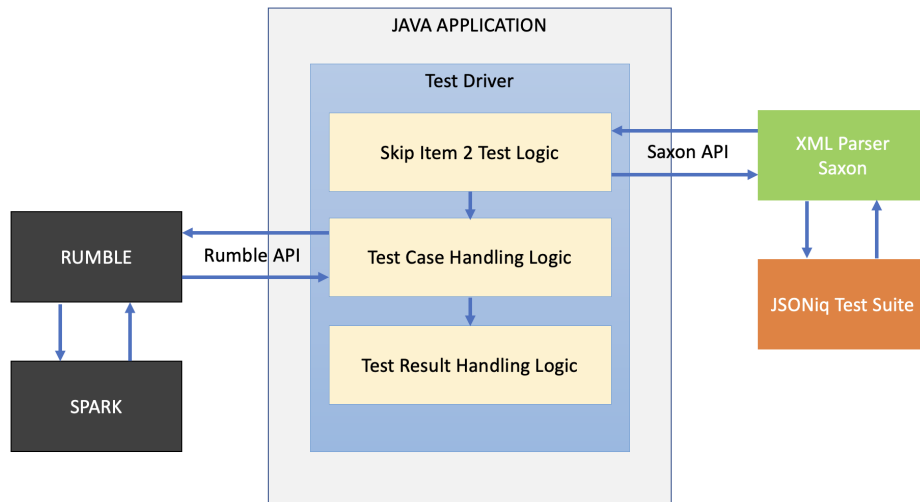 JAVA APPLICATION
Test Driver
Skip Item 2 Test Logic
Saxon API
XML Parser
Saxon
RUMBLE
Rumble API
Test Case Handling Logic
JSONiq Test Suite
Test Result Handling Logic
SPARK